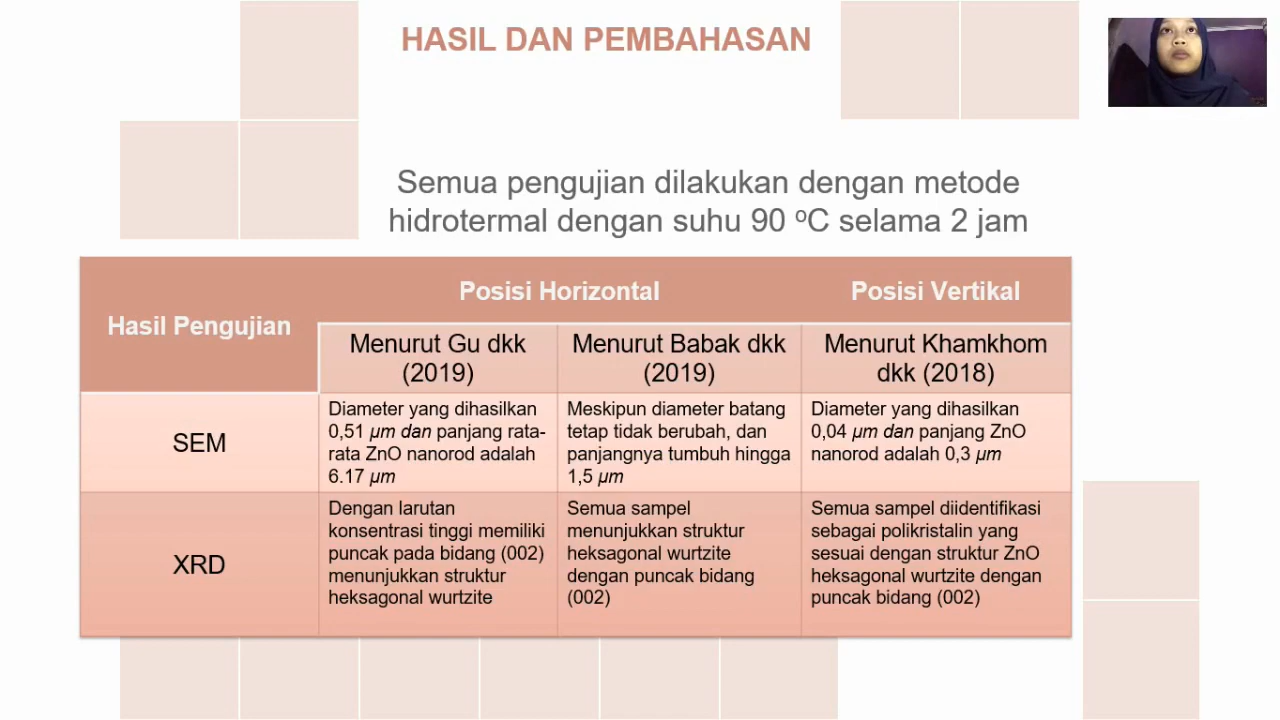 HASIL DAN PEMBAHASAN
Semua pengujian dilakukan dengan metode
hidrotermal dengan suhu 90 ºC selama 2 jam
Hasil Pengujian
Posisi Horizontal
Posisi Vertikal
Menurut Gu dkk
(2019)
Menurut Babak dkk
(2019)
Menurut Khamkhom
dkk (2018)
SEM
Diameter yang dihasilkan
0,51 µm dan panjang rata-
rata ZnO nanorod adalah
6.17 µm
Meskipun diameter batang
tetap tidak berubah, dan
panjangnya tumbuh hingga
1,5 µm
Diameter yang dihasilkan
0,04 µm dan panjang ZnO
nanorod adalah 0,3 µm
XRD
Dengan larutan
konsentrasi tinggi memiliki
puncak pada bidang (002)
menunjukkan struktur
heksagonal wurtzite
Semua sampel
menunjukkan struktur
heksagonal wurtzite
dengan puncak bidang
(002)
Semua sampel diidentifikasi
sebagai polikristalin yang
sesuai dengan struktur ZnO
heksagonal wurtzite dengan
puncak bidang (002)